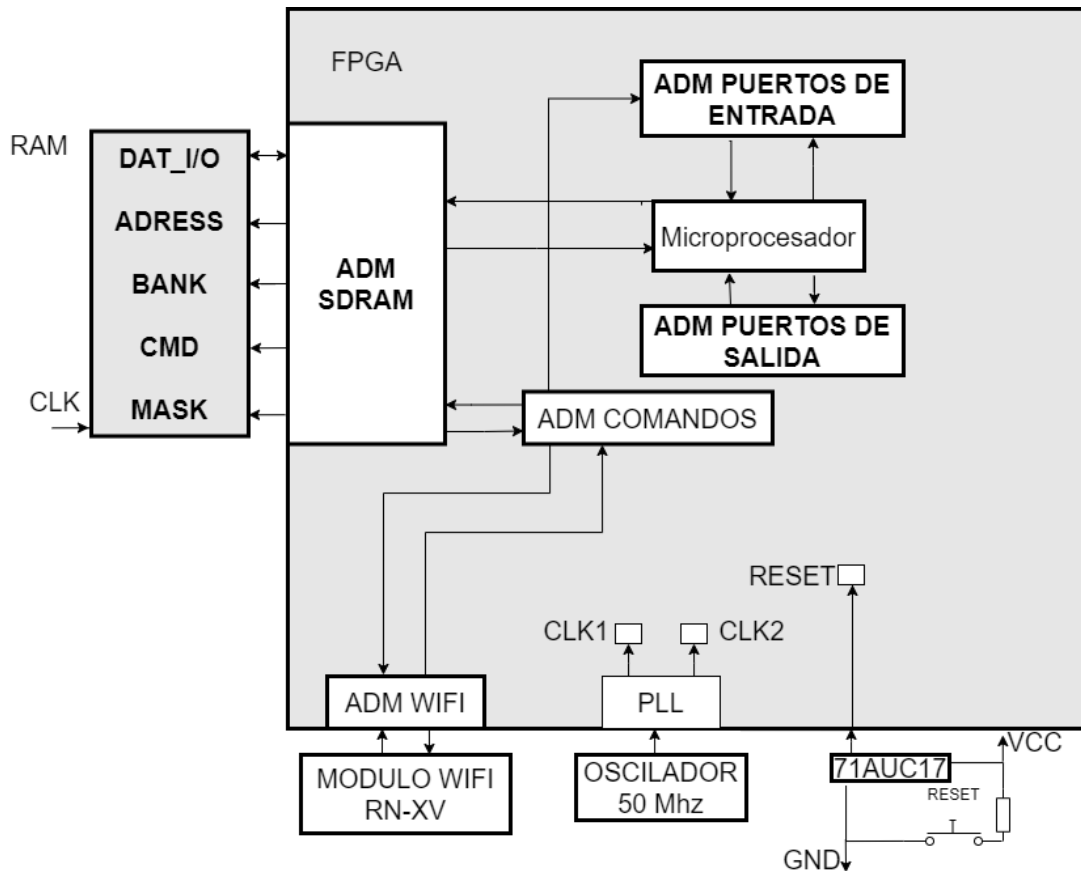 FPGA
ADM PUERTOS DE
ENTRADA
RAM
DAT_I/O
ADRESS
BANK
CMD
MASK
CLK
ADM
SDRAM
Microprocesador
ADM PUERTOS DE
SALIDA
ADM COMANDOS
RESET
CLK1
CLK2
ADM WIFI
PLL
MODULO WIFI
RN-XV
OSCILADOR
50 Mhz
71AUC17
VCC
RESET
GND